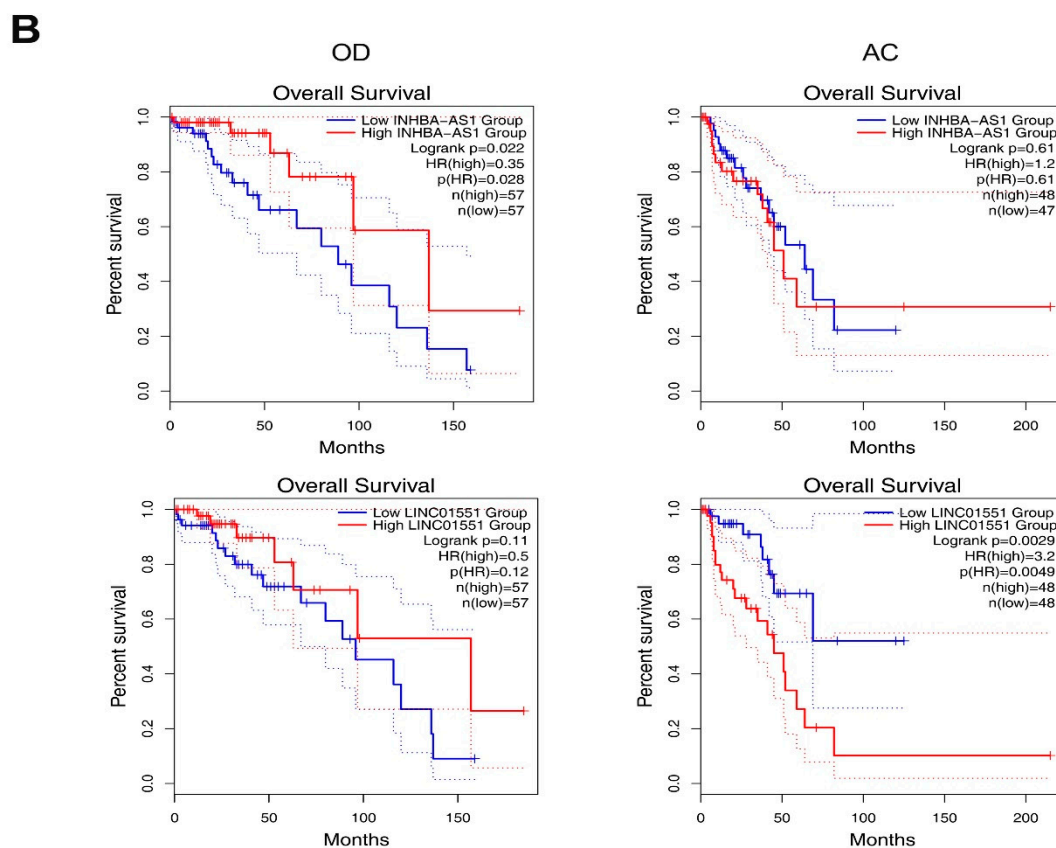 B
OD
AC
Overall Survival
Low INHBA-AS1 Group
High INHBA-AS1 Group
Logrank p=0.022
HR(high)=0.35
p(HR)=0.028
n(high)=57
n(low)=57
Percent survival
0.0 0.2 0.4 0.6 0.8 1.0
0 50 100 150
Months
Overall Survival
Low INHBA-AS1 Group
High INHBA-AS1 Group
Logrank p=0.61
HR(high)=1.2
p(HR)=0.61
n(high)=48
n(low)=47
Percent survival
0.0 0.2 0.4 0.6 0.8 1.0
0 50 100 150 200
Months
Overall Survival
Low LINC01551 Group
High LINC01551 Group
Logrank p=0.11
HR(high)=0.5
p(HR)=0.12
n(high)=57
n(low)=57
Percent survival
0.0 0.2 0.4 0.6 0.8 1.0
0 50 100 150
Months
Overall Survival
Low LINC01551 Group
High LINC01551 Group
Logrank p=0.0029
HR(high)=3.2
p(HR)=0.0049
n(high)=48
n(low)=48
Percent survival
0.0 0.2 0.4 0.6 0.8 1.0
0 50 100 150 200
Months